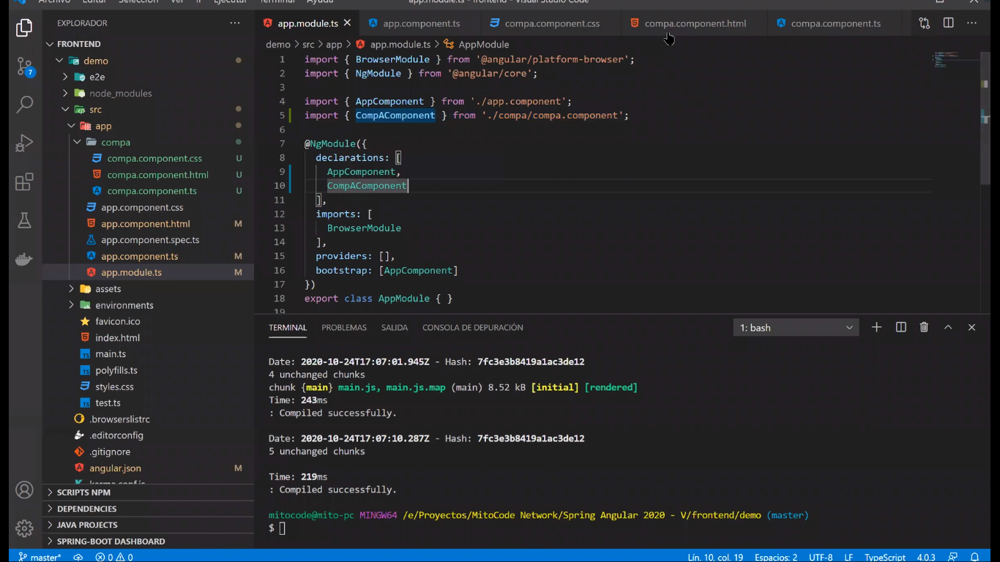 Archivo Editar Selección Ver Ir Ejecutar Terminal Ayuda app.module.ts - frontend - Visual Studio Code
EXPLORADOR
FRONTEND
demo
e2e
node_modules
src
app
compa
compa.component.css U
compa.component.html U
compa.component.ts U
app.component.css
app.component.html M
app.component.spec.ts
app.component.ts M
app.module.ts M
assets
environments
favicon.ico
index.html
main.ts
polyfills.ts
styles.css
test.ts
.browserslistrc
.editorconfig
.gitignore
angular.json M
karma.conf.js
SCRIPTS NPM
DEPENDENCIES
JAVA PROJECTS
SPRING-BOOT DASHBOARD
7
app.module.ts app.component.ts compa.component.css compa.component.html compa.component.ts
demo > src > app > app.module.ts > AppModule
1 import { BrowserModule } from '@angular/platform-browser';
2 import { NgModule } from '@angular/core';
3
4 import { AppComponent } from './app.component';
5 import { CompAComponent } from './compa/compa.component';
6
7 @NgModule({
8 declarations: [
9 AppComponent,
10 CompAComponent
11 ],
12 imports: [
13 BrowserModule
14 ],
15 providers: [],
16 bootstrap: [AppComponent]
17 })
18 export class AppModule { }
19
TERMINAL PROBLEMAS SALIDA CONSOLA DE DEPURACIÓN 1: bash
Date: 2020-10-24T17:07:01.945Z - Hash: 7fc3e3b8419a1ac3de12
4 unchanged chunks
chunk {main} main.js, main.js.map (main) 8.52 kB [initial] [rendered]
Time: 243ms
: Compiled successfully.
Date: 2020-10-24T17:07:10.287Z - Hash: 7fc3e3b8419a1ac3de12
5 unchanged chunks
Time: 219ms
: Compiled successfully.
mitocode@mito-pc MINGW64 /e/Proyectos/MitoCode Network/Spring Angular 2020 - V/frontend/demo (master)
$
master* 0 0 Lín. 10, col. 19 Espacios: 2 UTF-8 LF TypeScript 4.0.3